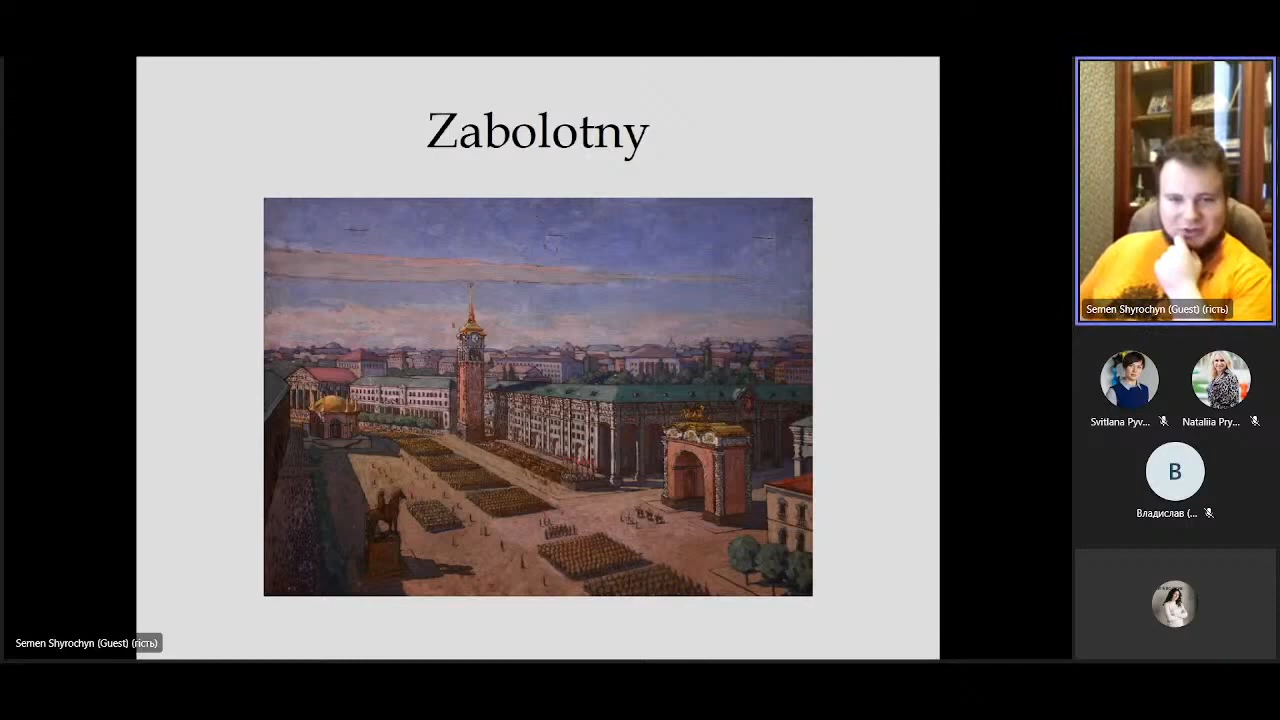 Zabolotny
Semen Shyrochyn (Guest) (гість)
Svitlana Pyv...
Nataliia Pry...
В
Владислав (...
Semen Shyrochyn (Guest) (гість)